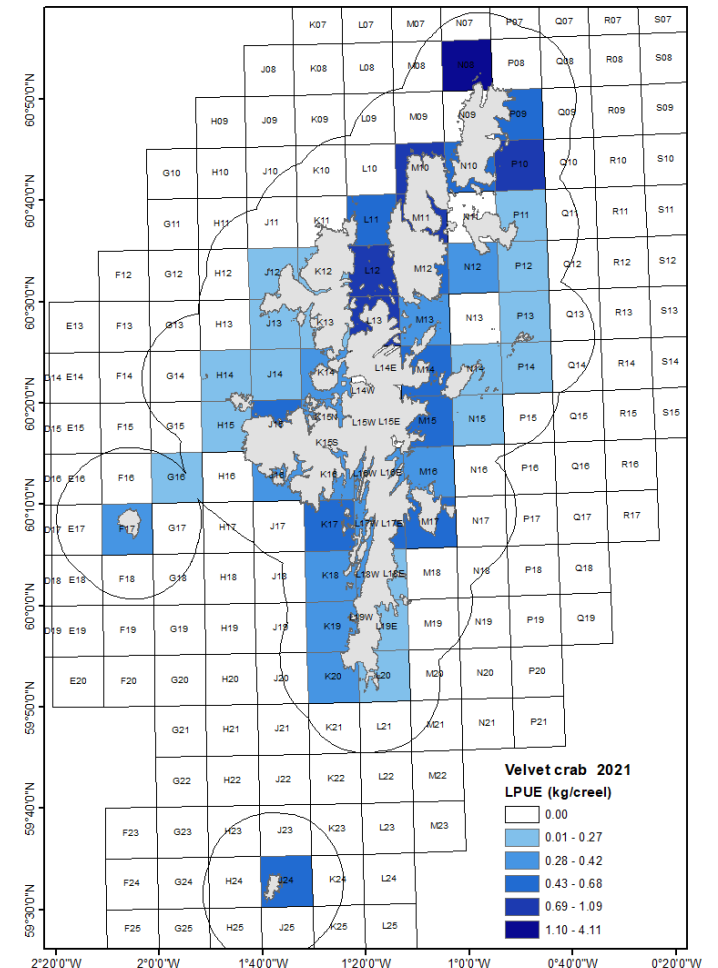 K07 L07 M07 N07 P07 Q07 R07 S07
J08 K08 L08 M08 N08 P08 Q08 R08 S08
60°50'0"N
H09 J09 K09 L09 M09 N09 P09 Q09 R09 S09
G10 H10 J10 K10 L10 M10 N10 P10 Q10 R10 S10
60°40'0"N
G11 H11 J11 K11 L11 M11 N11 P11 Q11 R11 S11
F12 G12 H12 J12 K12 L12 M12 N12 P12 Q12 R12 S12
60°30'0"N
E13 F13 G13 H13 J13 K13 L13 M13 N13 P13 Q13 R13 S13
D14 E14 F14 G14 H14 J14 K14 L14E M14 N14 P14 Q14 R14 S14
L14W
60°20'0"N
D15 E15 F15 G15 H15 J15 K15N L15W L15E M15 N15 P15 Q15 R15 S15
K15S
D16 E16 F16 G16 H16 J16 K16 L16W L16E M16 N16 P16 Q16 R16
60°10'0"N
D17 E17 F17 G17 H17 J17 K17 L17W L17E M17 N17 P17 Q17 R17
D18 E18 F18 G18 H18 J18 K18 L18W L18E M18 N18 P18 Q18
60°0'0"N
D19 E19 F19 G19 H19 J19 K19 L19W L19E M19 N19 P19 Q19
E20 F20 G20 H20 J20 K20 L20 M20 N20 P20
59°50'0"N
G21 H21 J21 K21 L21 M21 N21 P21
G22 H22 J22 K22 L22 M22
59°40'0"N
F23 G23 H23 J23 K23 L23 M23
F24 G24 H24 J24 K24 L24
59°30'0"N
F25 G25 H25 J25 K25 L25
Velvet crab 2021
LPUE (kg/creel)
0.00
0.01 - 0.27
0.28 - 0.42
0.43 - 0.68
0.69 - 1.09
1.10 - 4.11
2°20'0"W 2°0'0"W 1°40'0"W 1°20'0"W 1°0'0"W 0°40'0"W 0°20'0"W